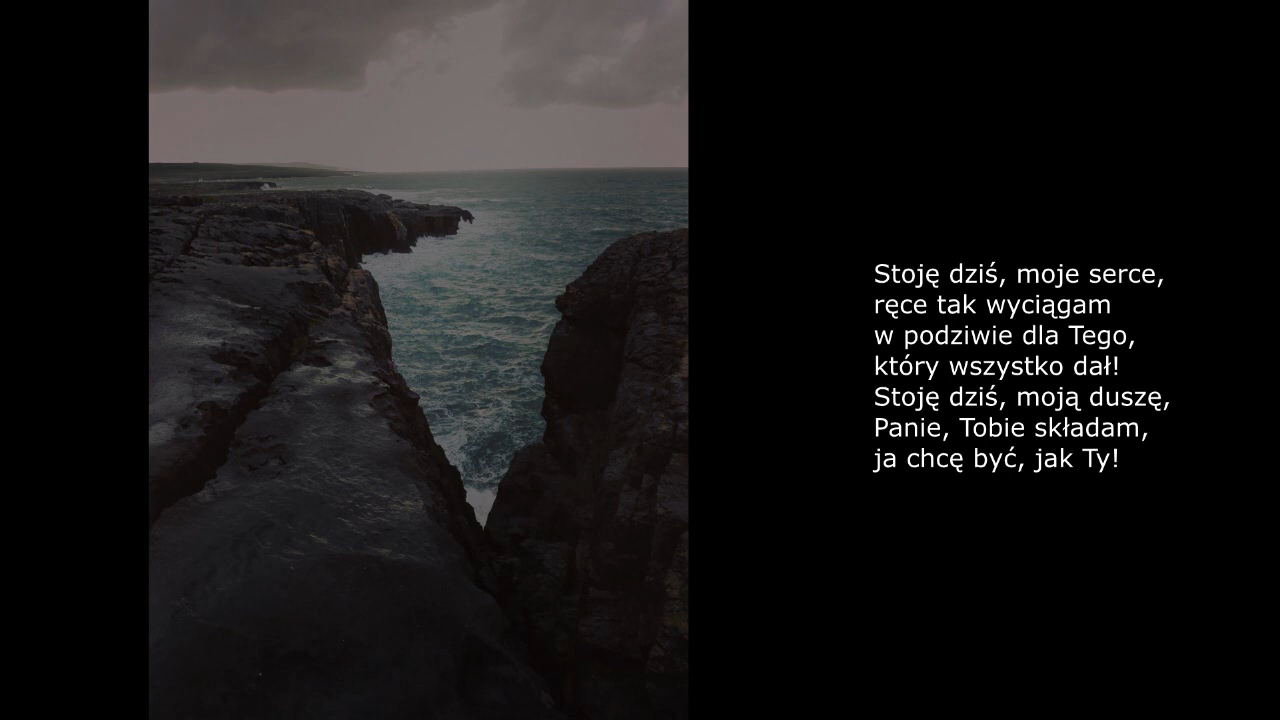 Stoję dziś, moje serce,
ręce tak wyciągam
w podziwie dla Tego,
który wszystko dał!
Stoję dziś, moją duszę,
Panie, Tobie składam,
ja chcę być, jak Ty!